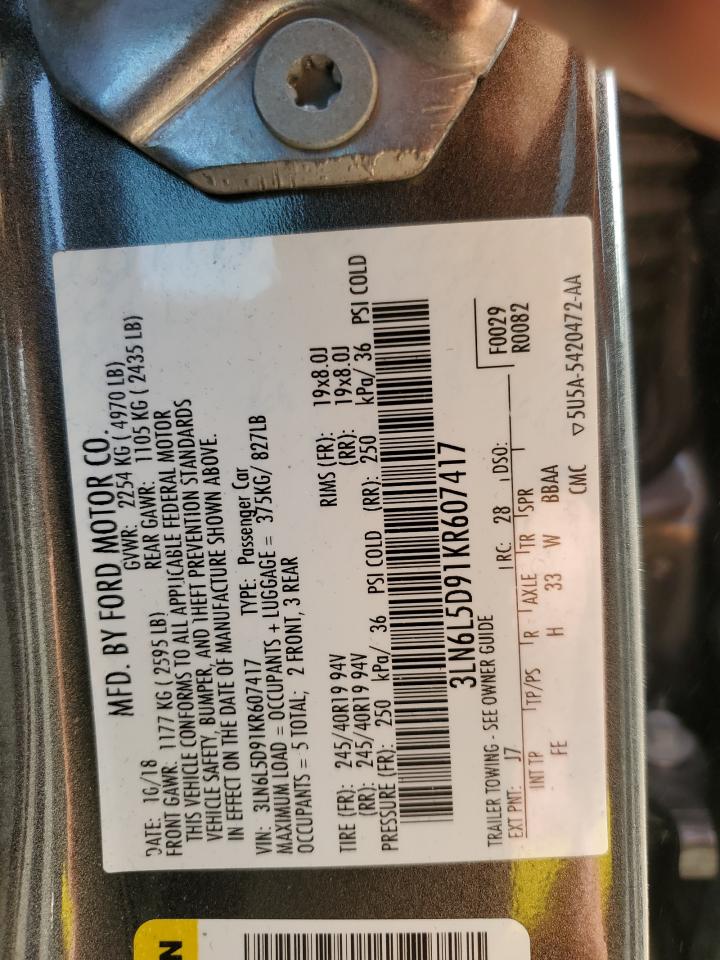 MFD. BY FORD MOTOR CO.
DATE: 10/18 GVWR: 2254 KG ( 4970 LB)
FRONT GAWR: 1177 KG ( 2595 LB) REAR GAWR: 1105 KG ( 2435 LB)
THIS VEHICLE CONFORMS TO ALL APPLICABLE FEDERAL MOTOR
VEHICLE SAFETY, BUMPER, AND THEFT PREVENTION STANDARDS
IN EFFECT ON THE DATE OF MANUFACTURE SHOWN ABOVE.
VIN: 3LN6L5D91KR607417 TYPE: Passenger Car
MAXIMUM LOAD = OCCUPANTS + LUGGAGE = 375KG/ 827LB
OCCUPANTS = 5 TOTAL; 2 FRONT, 3 REAR
TIRE (FR): 245/40R19 94V RIMS (FR): 19x8.0J
(RR): 245/40R19 94V (RR): 19x8.0J
PRESSURE (FR): 250 kPa/ 36 PSI COLD (RR): 250 kPa/ 36 PSI COLD
3LN6L5D91KR607417
TRAILER TOWING - SEE OWNER GUIDE F0029
EXT PNT: J7 RC: 28 DSO: R0082
INT TP TP/PS R AXLE TR SPR
FE H 33 W BBAA
CMC ▽5U5A-5420472-AA
N